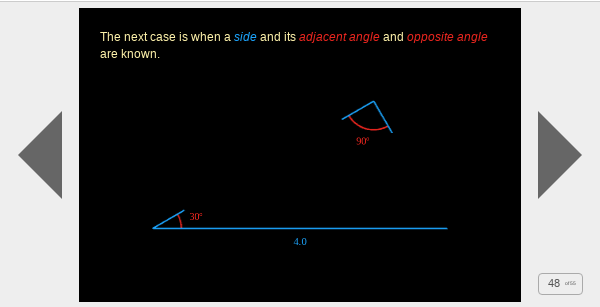 The next case is when a side and its adjacent angle and opposite angle
are known.
90°
30°
4.0
48 of 55